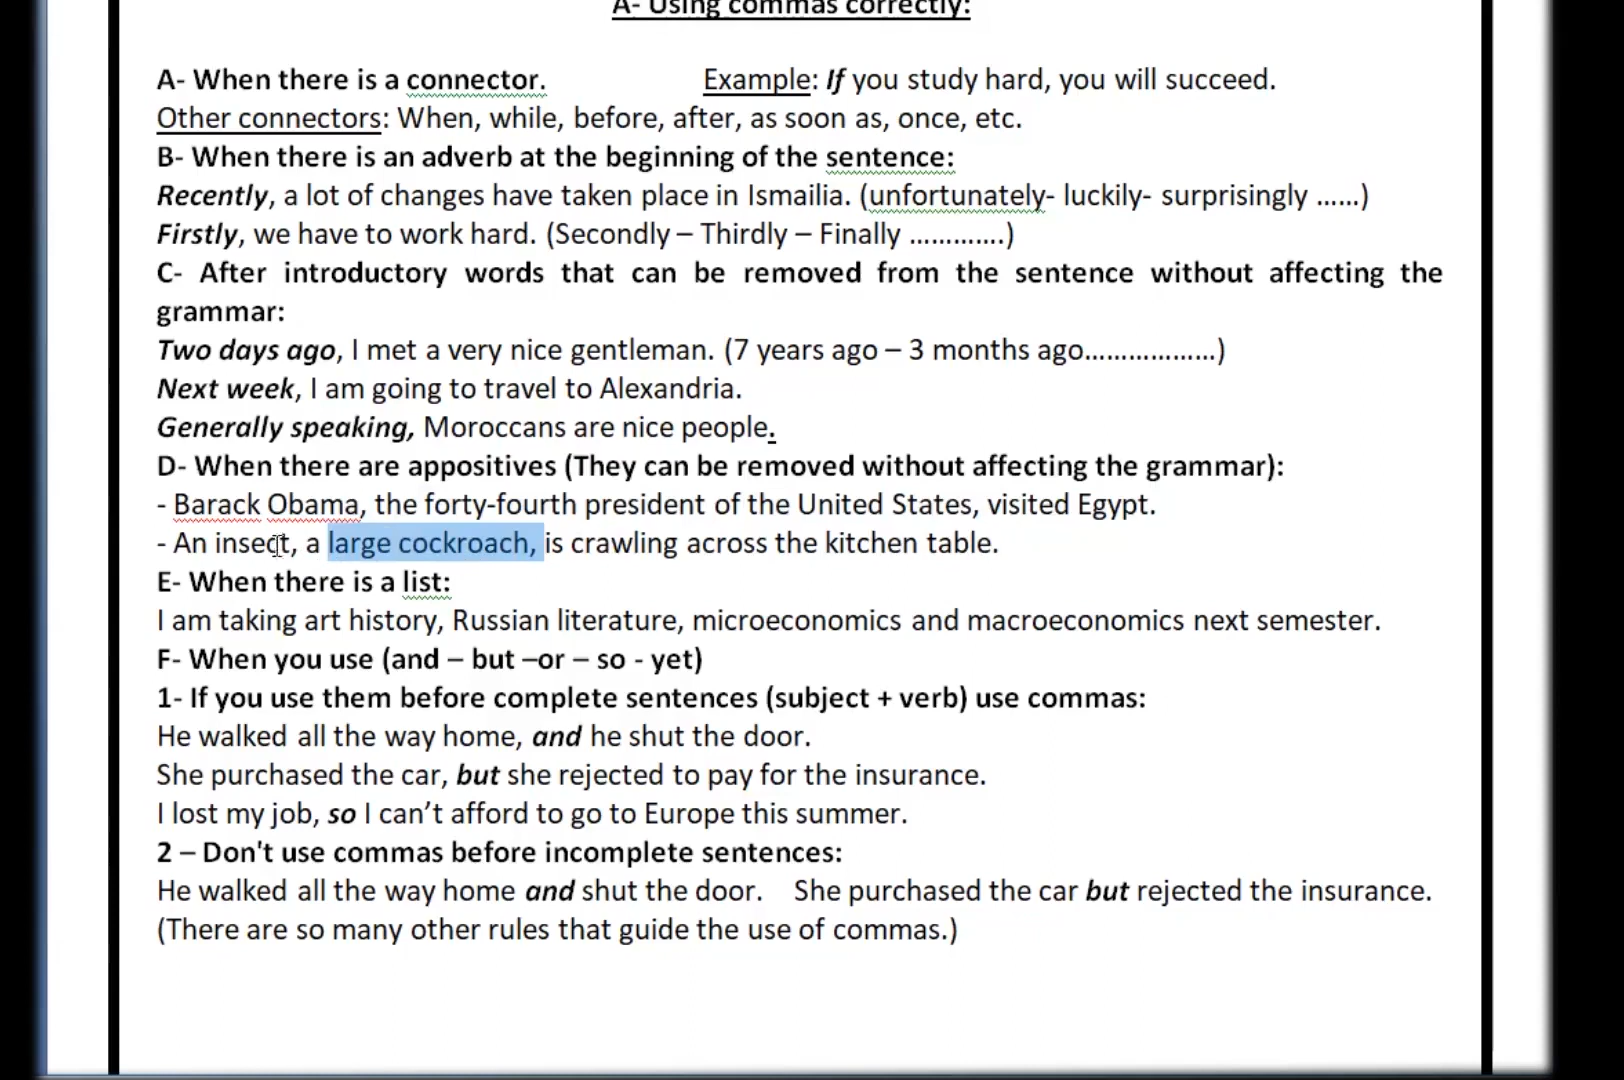 A- Using commas correctly:
A- When there is a connector. Example: If you study hard, you will succeed.
Other connectors: When, while, before, after, as soon as, once, etc.
B- When there is an adverb at the beginning of the sentence:
Recently, a lot of changes have taken place in Ismailia. (unfortunately- luckily- surprisingly ......)
Firstly, we have to work hard. (Secondly – Thirdly – Finally .............)
C- After introductory words that can be removed from the sentence without affecting the
grammar:
Two days ago, I met a very nice gentleman. (7 years ago – 3 months ago..................)
Next week, I am going to travel to Alexandria.
Generally speaking, Moroccans are nice people.
D- When there are appositives (They can be removed without affecting the grammar):
- Barack Obama, the forty-fourth president of the United States, visited Egypt.
- An insect, a large cockroach, is crawling across the kitchen table.
E- When there is a list:
I am taking art history, Russian literature, microeconomics and macroeconomics next semester.
F- When you use (and – but –or – so - yet)
1- If you use them before complete sentences (subject + verb) use commas:
He walked all the way home, and he shut the door.
She purchased the car, but she rejected to pay for the insurance.
I lost my job, so I can’t afford to go to Europe this summer.
2 – Don't use commas before incomplete sentences:
He walked all the way home and shut the door. She purchased the car but rejected the insurance.
(There are so many other rules that guide the use of commas.)